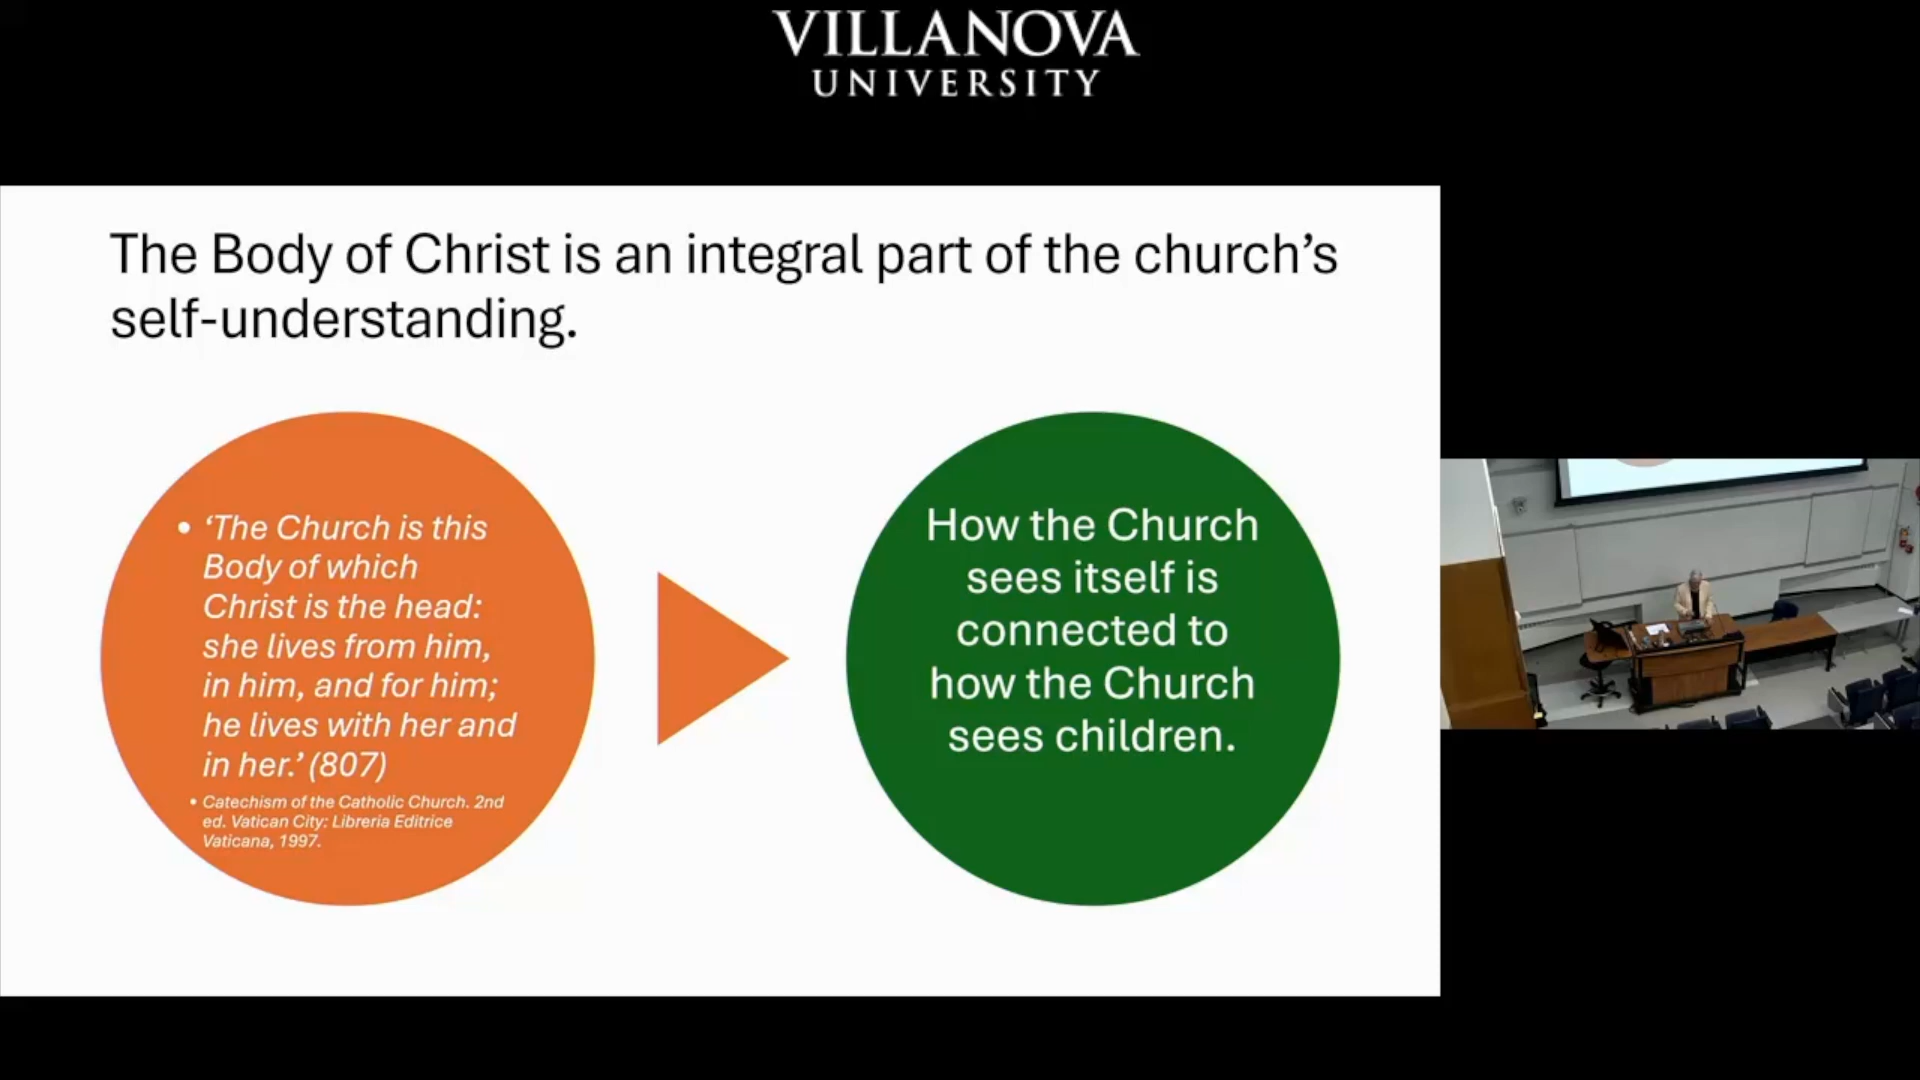 VILLANOVA
UNIVERSITY
The Body of Christ is an integral part of the church’s
self-understanding.
• ‘The Church is this
Body of which
Christ is the head:
she lives from him,
in him, and for him;
he lives with her and
in her.’ (807)
• Catechism of the Catholic Church. 2nd
ed. Vatican City: Libreria Editrice
Vaticana, 1997.
How the Church
sees itself is
connected to
how the Church
sees children.